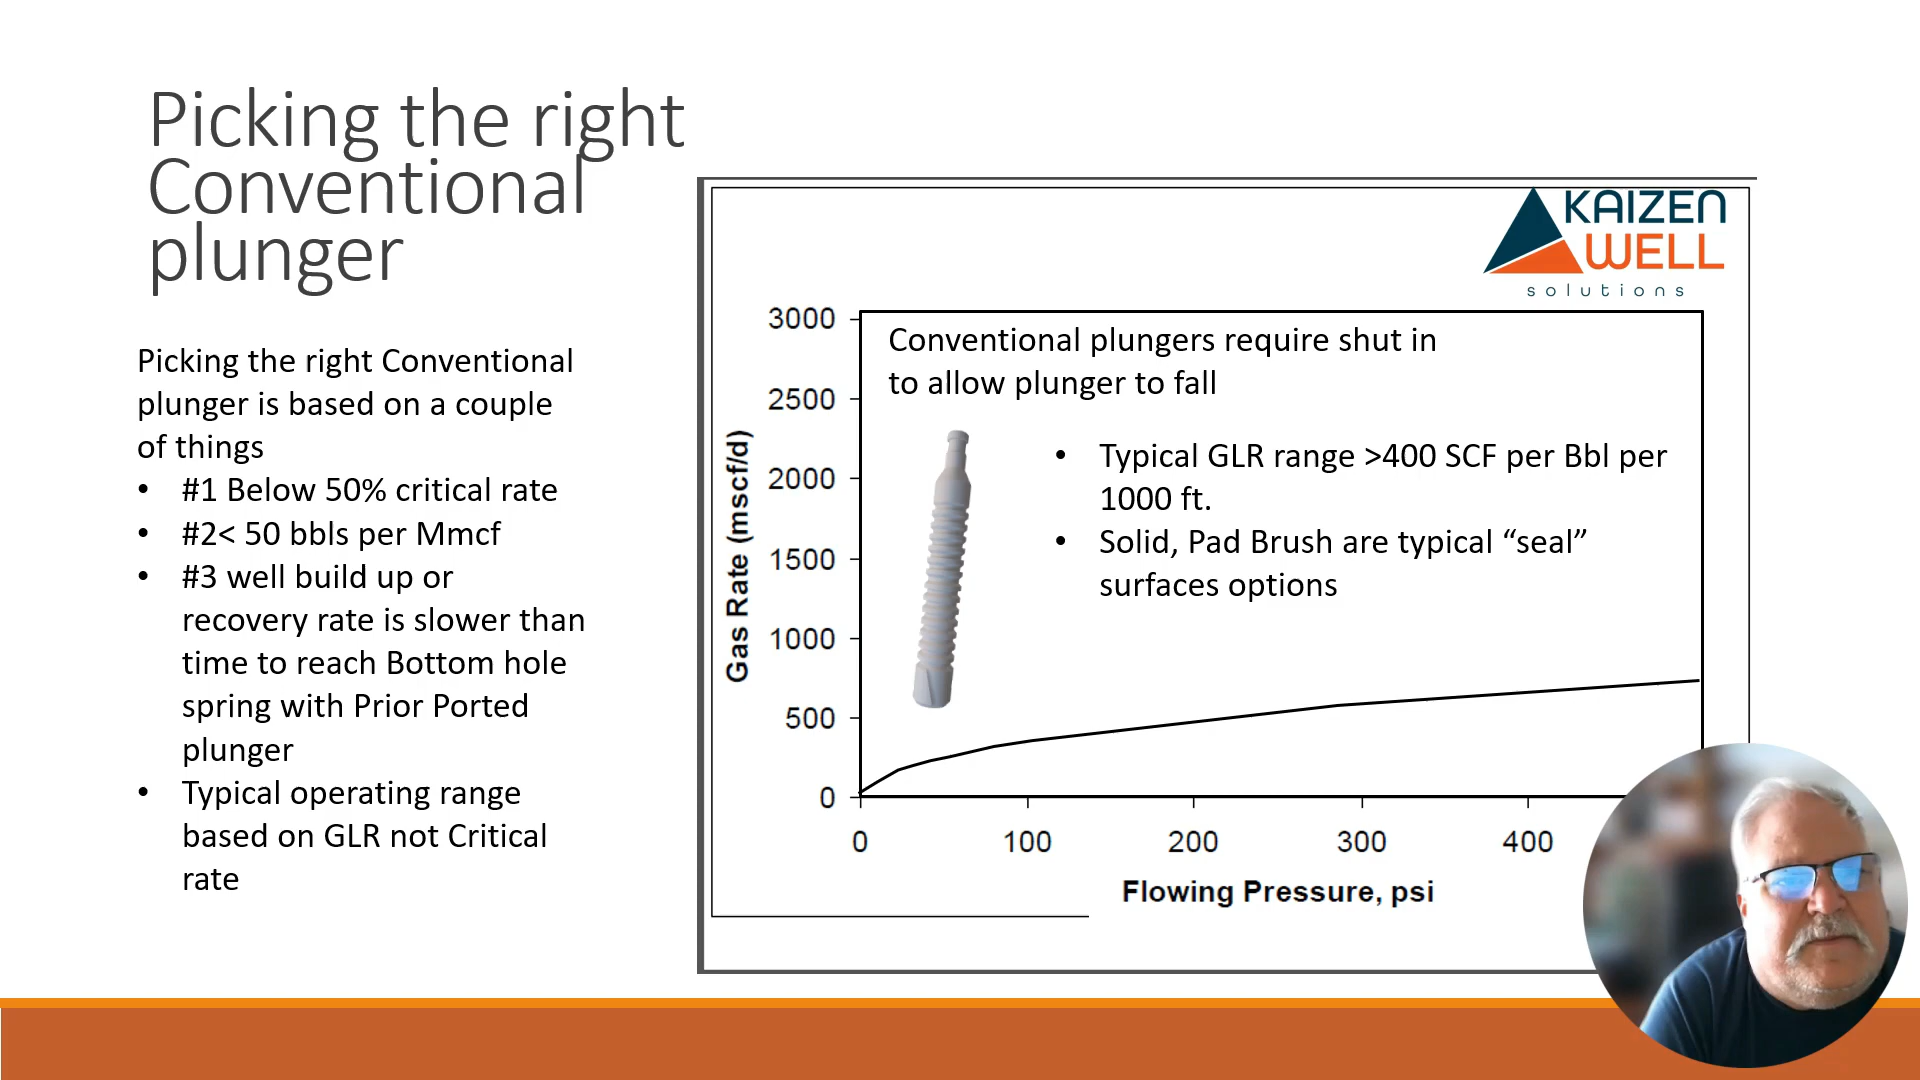 Picking the right
Conventional
plunger
Picking the right Conventional
plunger is based on a couple
of things
• #1 Below 50% critical rate
• #2< 50 bbls per Mmcf
• #3 well build up or
recovery rate is slower than
time to reach Bottom hole
spring with Prior Ported
plunger
• Typical operating range
based on GLR not Critical
rate
KAIZEN
WELL
solutions
Conventional plungers require shut in
to allow plunger to fall
• Typical GLR range >400 SCF per Bbl per
1000 ft.
• Solid, Pad Brush are typical “seal”
surfaces options
Gas Rate (mscf/d)
3000
2500
2000
1500
1000
500
0
0 100 200 300 400
Flowing Pressure, psi